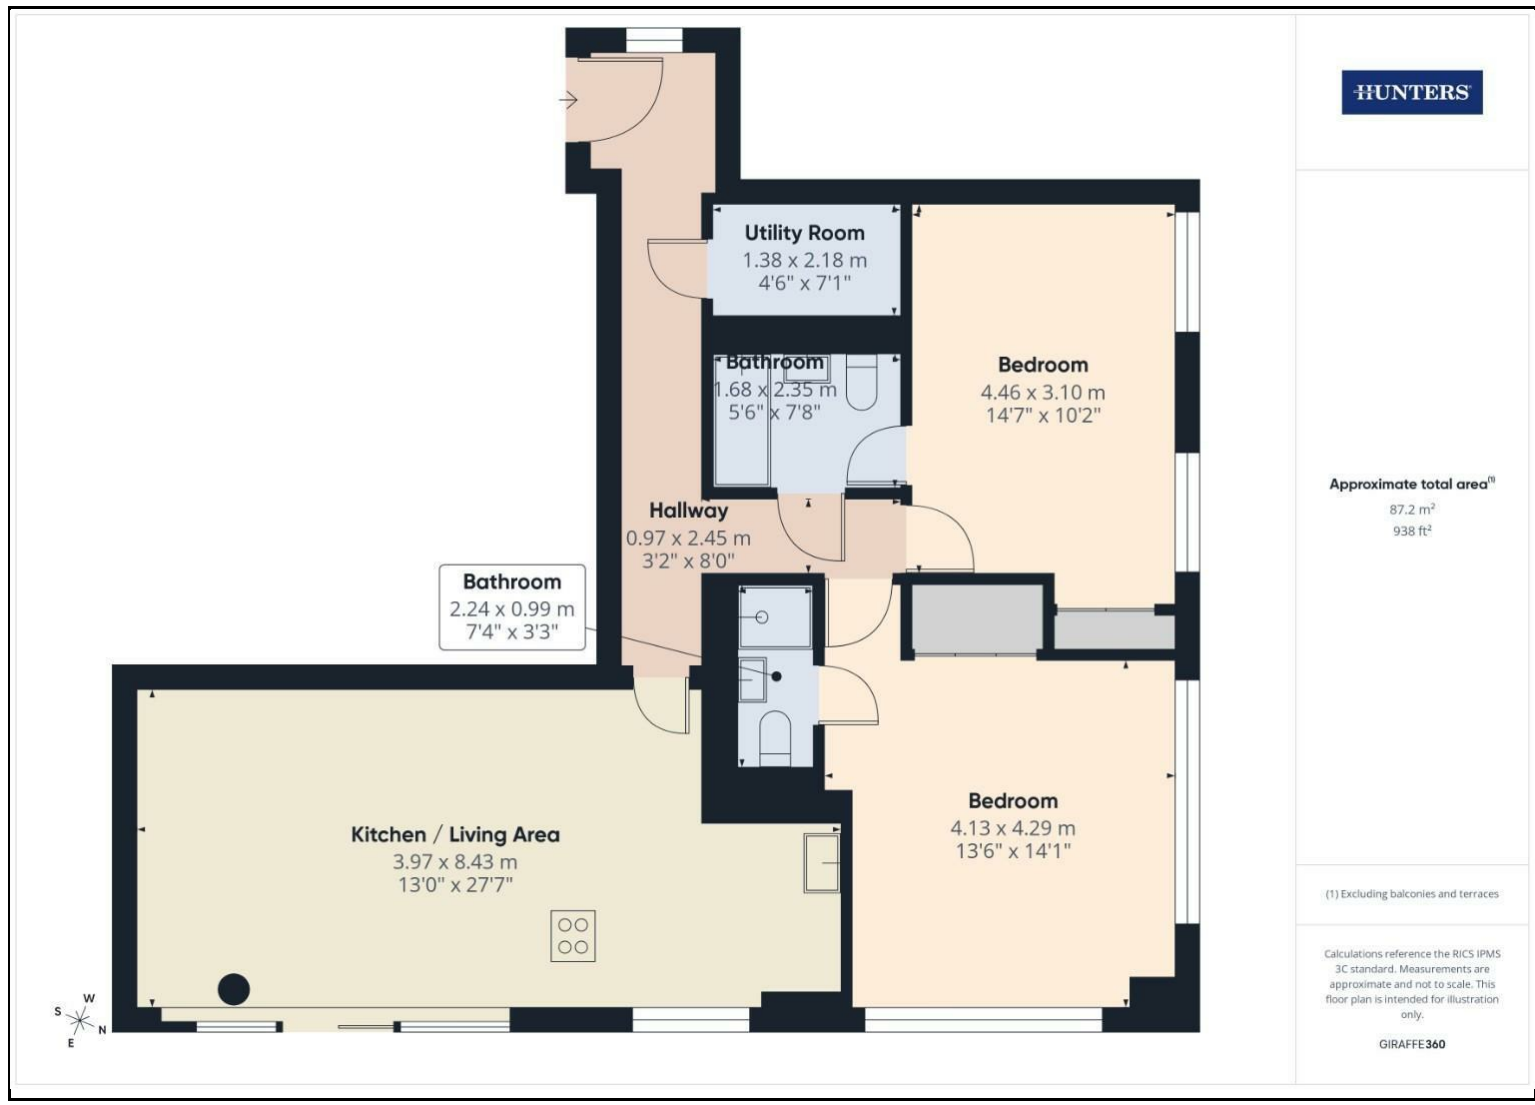 HUNTERS
Utility Room
1.38 x 2.18 m
4'6" x 7'1"
Bathroom
1.68 x 2.35 m
5'6" x 7'8"
Bedroom
4.46 x 3.10 m
14'7" x 10'2"
Hallway
0.97 x 2.45 m
3'2" x 8'0"
Bathroom
2.24 x 0.99 m
7'4" x 3'3"
Kitchen / Living Area
3.97 x 8.43 m
13'0" x 27'7"
Bedroom
4.13 x 4.29 m
13'6" x 14'1"
W
S
N
E
Approximate total area(1)
87.2 m²
938 ft²
(1) Excluding balconies and terraces
Calculations reference the RICS IPMS
3C standard. Measurements are
approximate and not to scale. This
floor plan is intended for illustration
only.
GIRAFFE360